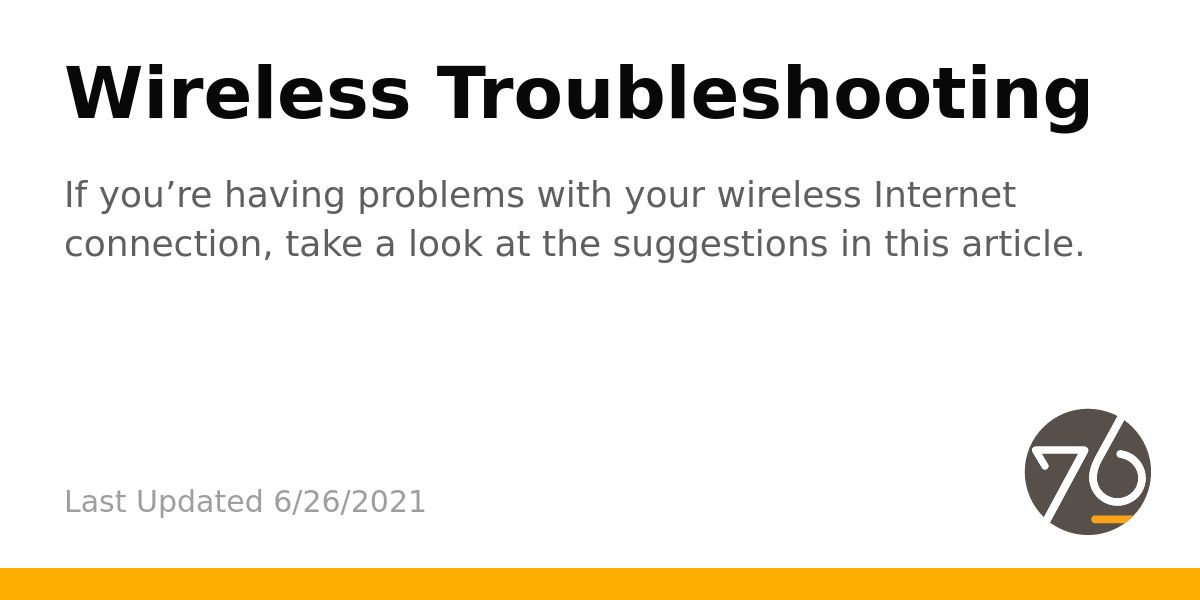 Wireless Troubleshooting
If you’re having problems with your wireless Internet
connection, take a look at the suggestions in this article.
Last Updated 6/26/2021
76